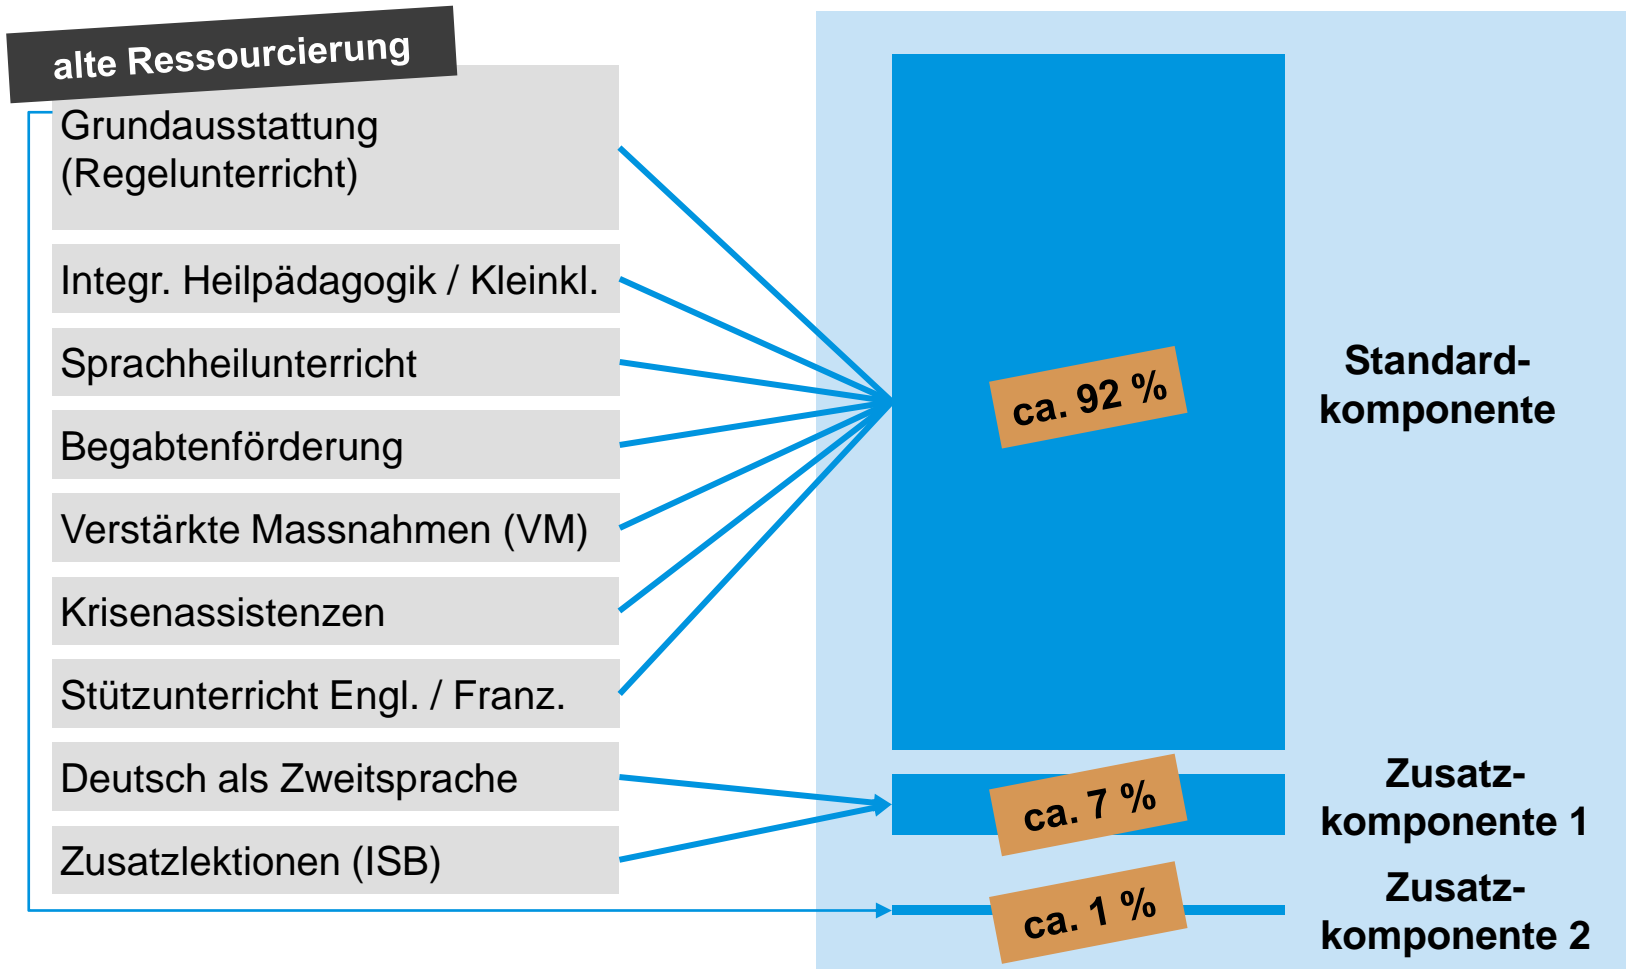 alte Ressourcierung
Grundausstattung
(Regelunterricht)
Integr. Heilpädagogik / Kleinkl.
Sprachheilunterricht
Begabtenförderung
Verstärkte Massnahmen (VM)
Krisenassistenzen
Stützunterricht Engl. / Franz.
Deutsch als Zweitsprache
Zusatzlektionen (ISB)
ca. 92 %
Standard-
komponente
ca. 7 %
Zusatz-
komponente 1
ca. 1 %
Zusatz-
komponente 2